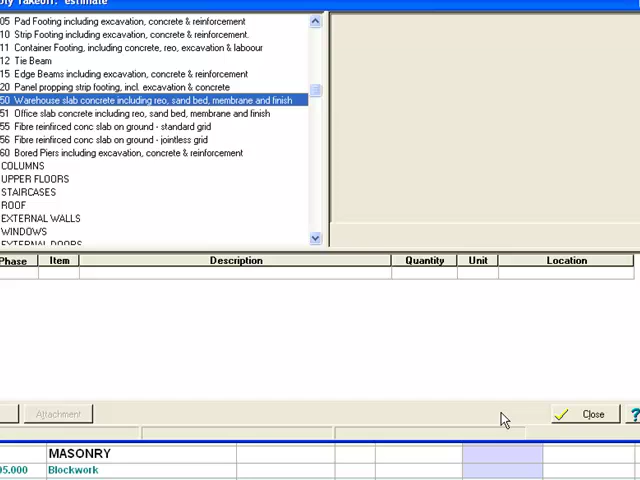 Takeoff: estimate
05 Pad Footing including excavation, concrete & reinforcement
10 Strip Footing including excavation, concrete & reinforcement.
11 Container Footing, including concrete, reo, excavation & laboour
12 Tie Beam
15 Edge Beams including excavation, concrete & reinforcement
20 Panel propping strip footing, incl. excavation & concrete
50 Warehouse slab concrete including reo, sand bed, membrane and finish
51 Office slab concrete including reo, sand bed, membrane and finish
55 Fibre reinfirced conc slab on ground - standard grid
56 Fibre reinfirced conc slab on ground - jointless grid
60 Bored Piers including excavation, concrete & reinforcement
COLUMNS
UPPER FLOORS
STAIRCASES
ROOF
EXTERNAL WALLS
WINDOWS
EXTERNAL DOORS
Phase Item Description Quantity Unit Location
Attachment Close ?
MASONRY
05.000 Blockwork